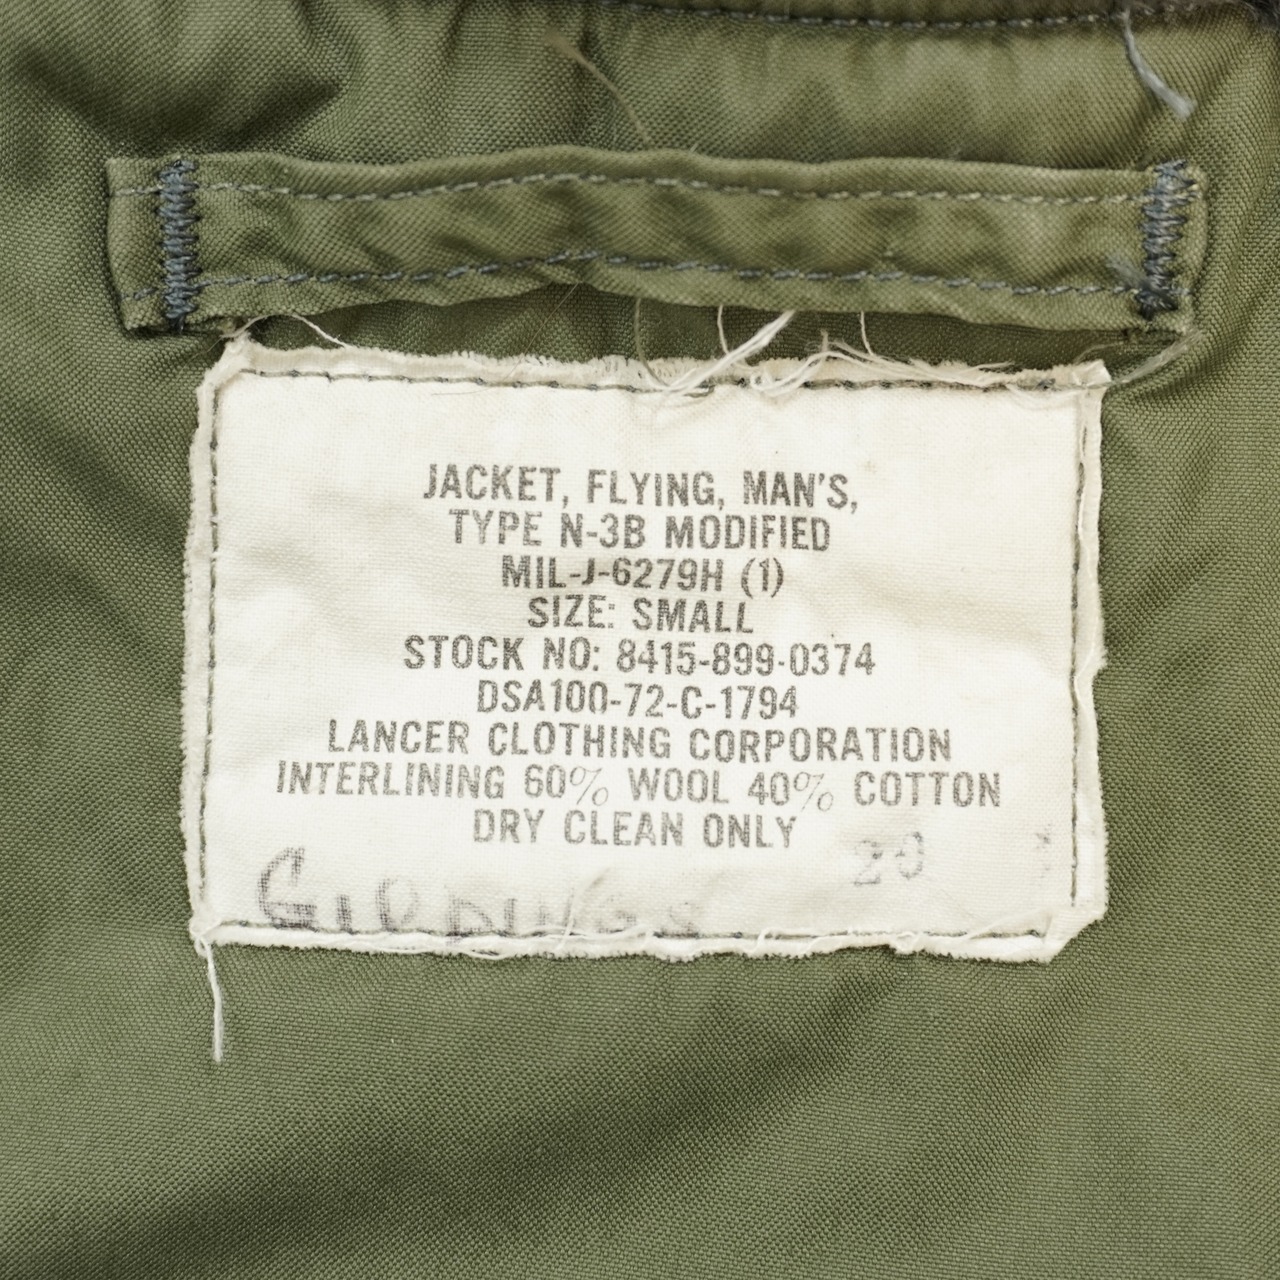 JACKET, FLYING, MAN'S,
TYPE N-3B MODIFIED
MIL-J-6279H (1)
SIZE: SMALL
STOCK NO: 8415-899-0374
DSA100-72-C-1794
LANCER CLOTHING CORPORATION
INTERLINING 60% WOOL 40% COTTON
DRY CLEAN ONLY
GIDDINGS